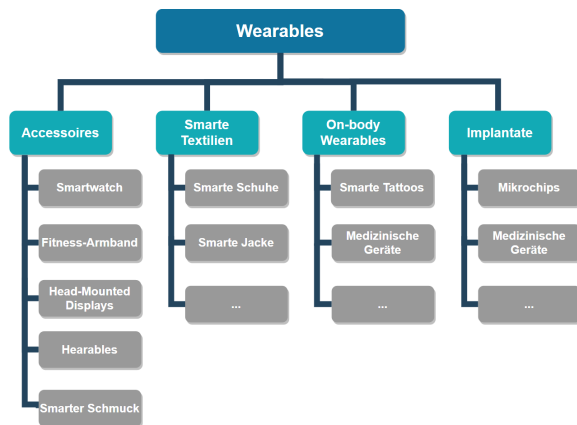 Wearables
Accessoires
Smartwatch
Fitness-Armband
Head-Mounted
Displays
Hearables
Smarter Schmuck
Smarte
Textilien
Smarte Schuhe
Smarte Jacke
...
On-body
Wearables
Smarte Tattoos
Medizinische
Geräte
...
Implantate
Mikrochips
Medizinische
Geräte
...